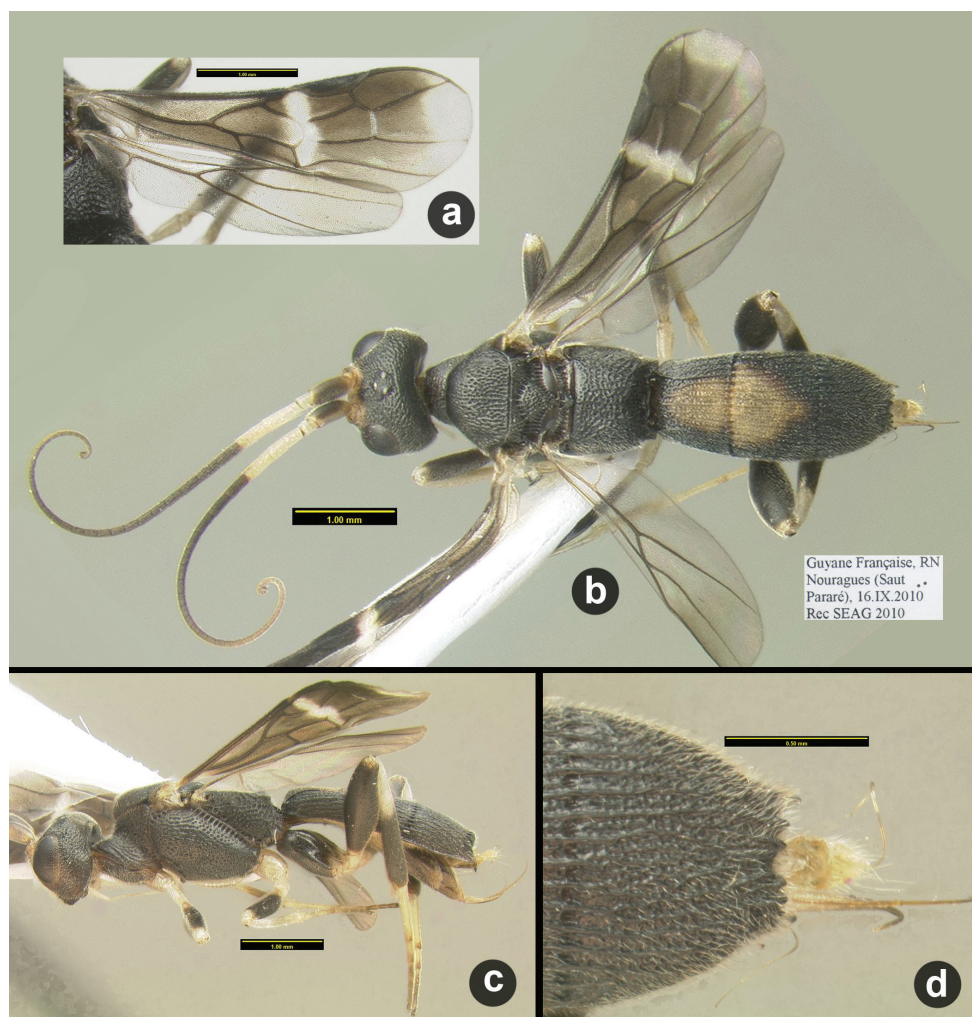 1.00 mm
a
1.00 mm
b
Guyane Française, RN
Nouragues (Saut
Pararé), 16.IX.2010
Rec SEAG 2010
1.00 mm
c
0.50 mm
d